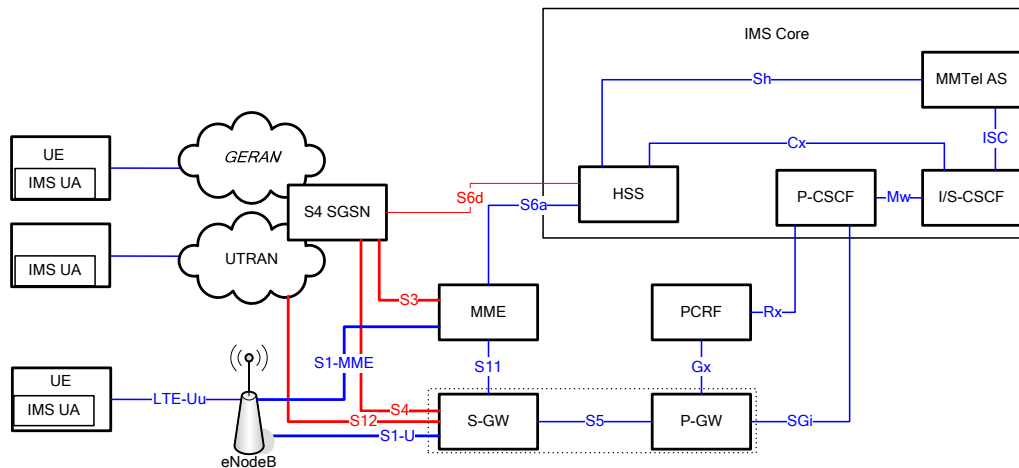 IMS Core
MMTel AS
Sh
ISC
Cx
UE
IMS UA
GERAN
S4 SGSN
S6d
S6a
HSS
P-CSCF
Mw
I/S-CSCF
IMS UA
UTRAN
S3
MME
PCRF
Rx
S1-MME
S11
Gx
UE
IMS UA
LTE-Uu
S4
S12
S1-U
S-GW
S5
P-GW
SGi
eNodeB